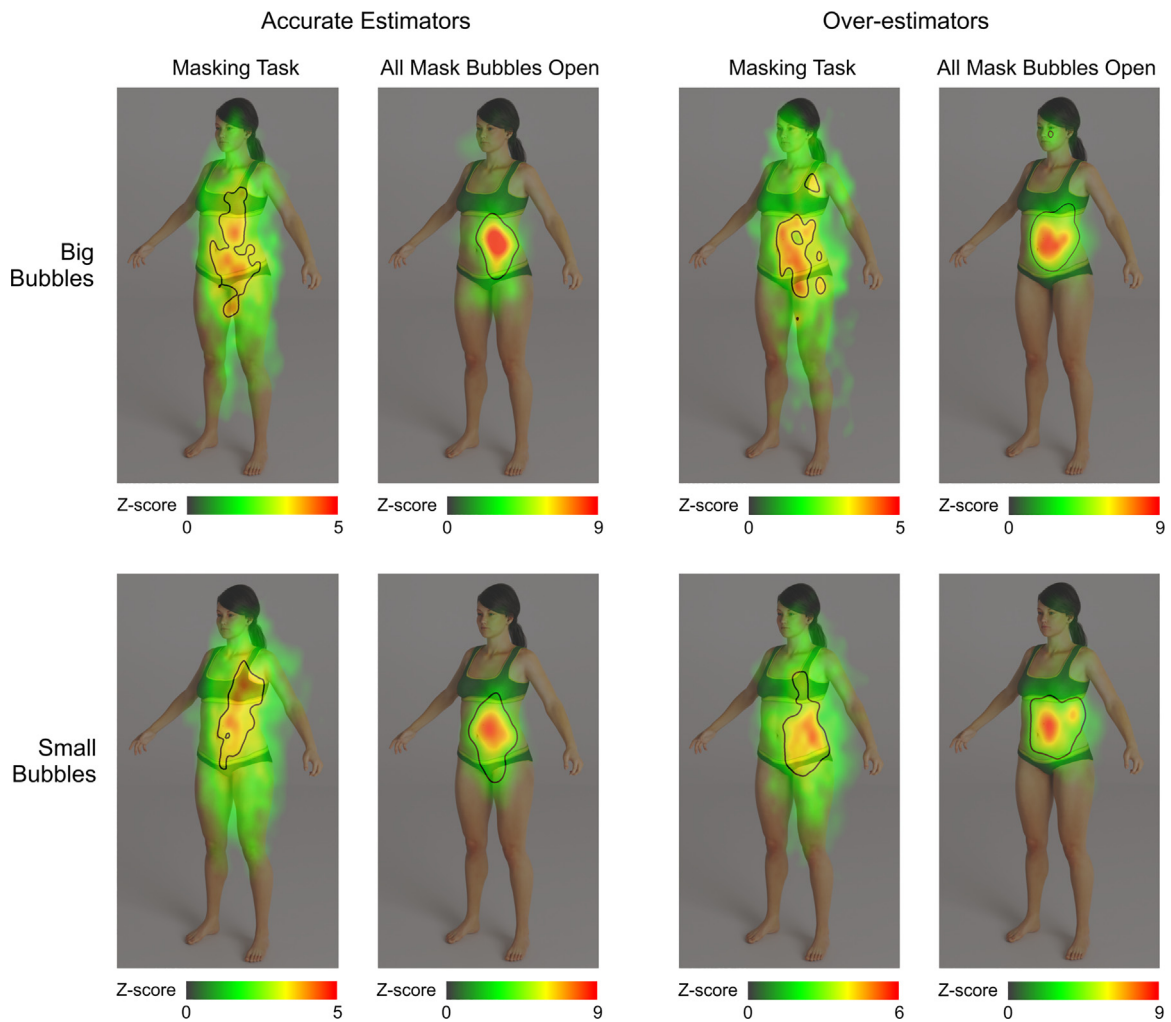 Accurate Estimators
Over-estimators
Masking Task
All Mask Bubbles Open
Masking Task
All Mask Bubbles Open
Big
Bubbles
Z-score
0
5
Z-score
0
9
Z-score
0
5
Z-score
0
9
Small
Bubbles
Z-score
0
5
Z-score
0
9
Z-score
0
6
Z-score
0
9